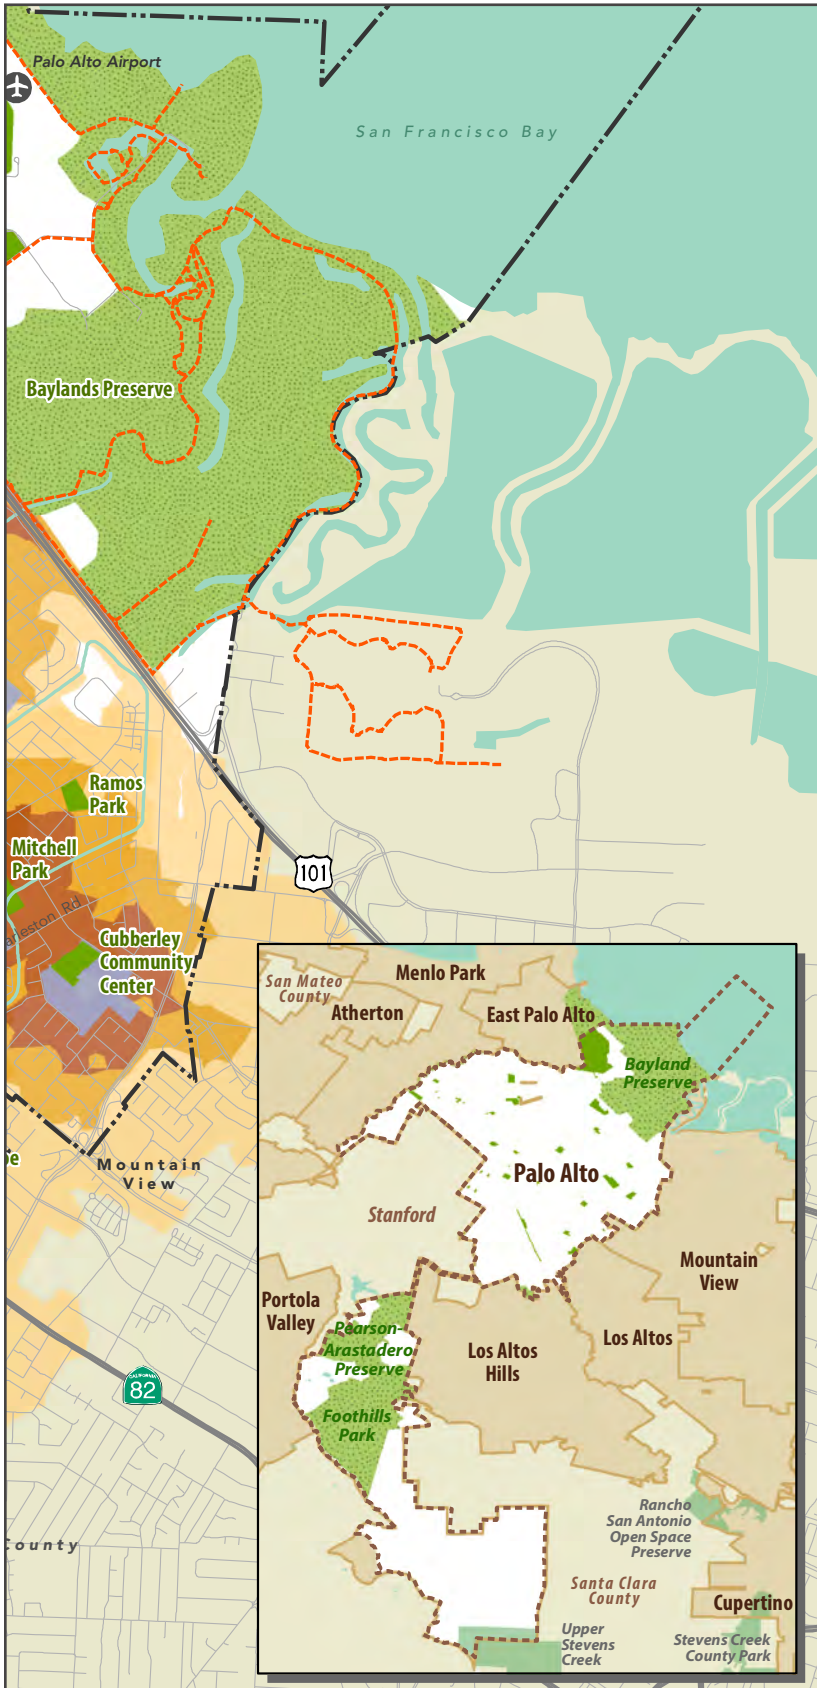 Palo Alto Airport
San Francisco Bay
Baylands Preserve
Ramos
Park
Mitchell
Park
101
Cubberley
Community
Center
Mountain
View
CALIFORNIA
82
County
Menlo Park
San Mateo
County
Atherton
East Palo Alto
Bayland
Preserve
Palo Alto
Stanford
Mountain
View
Portola
Valley
Pearson-
Arastadero
Preserve
Los Altos
Hills
Los Altos
Foothills
Park
Rancho
San Antonio
Open Space
Preserve
Santa Clara
County
Cupertino
Upper
Stevens
Creek
Stevens Creek
County Park